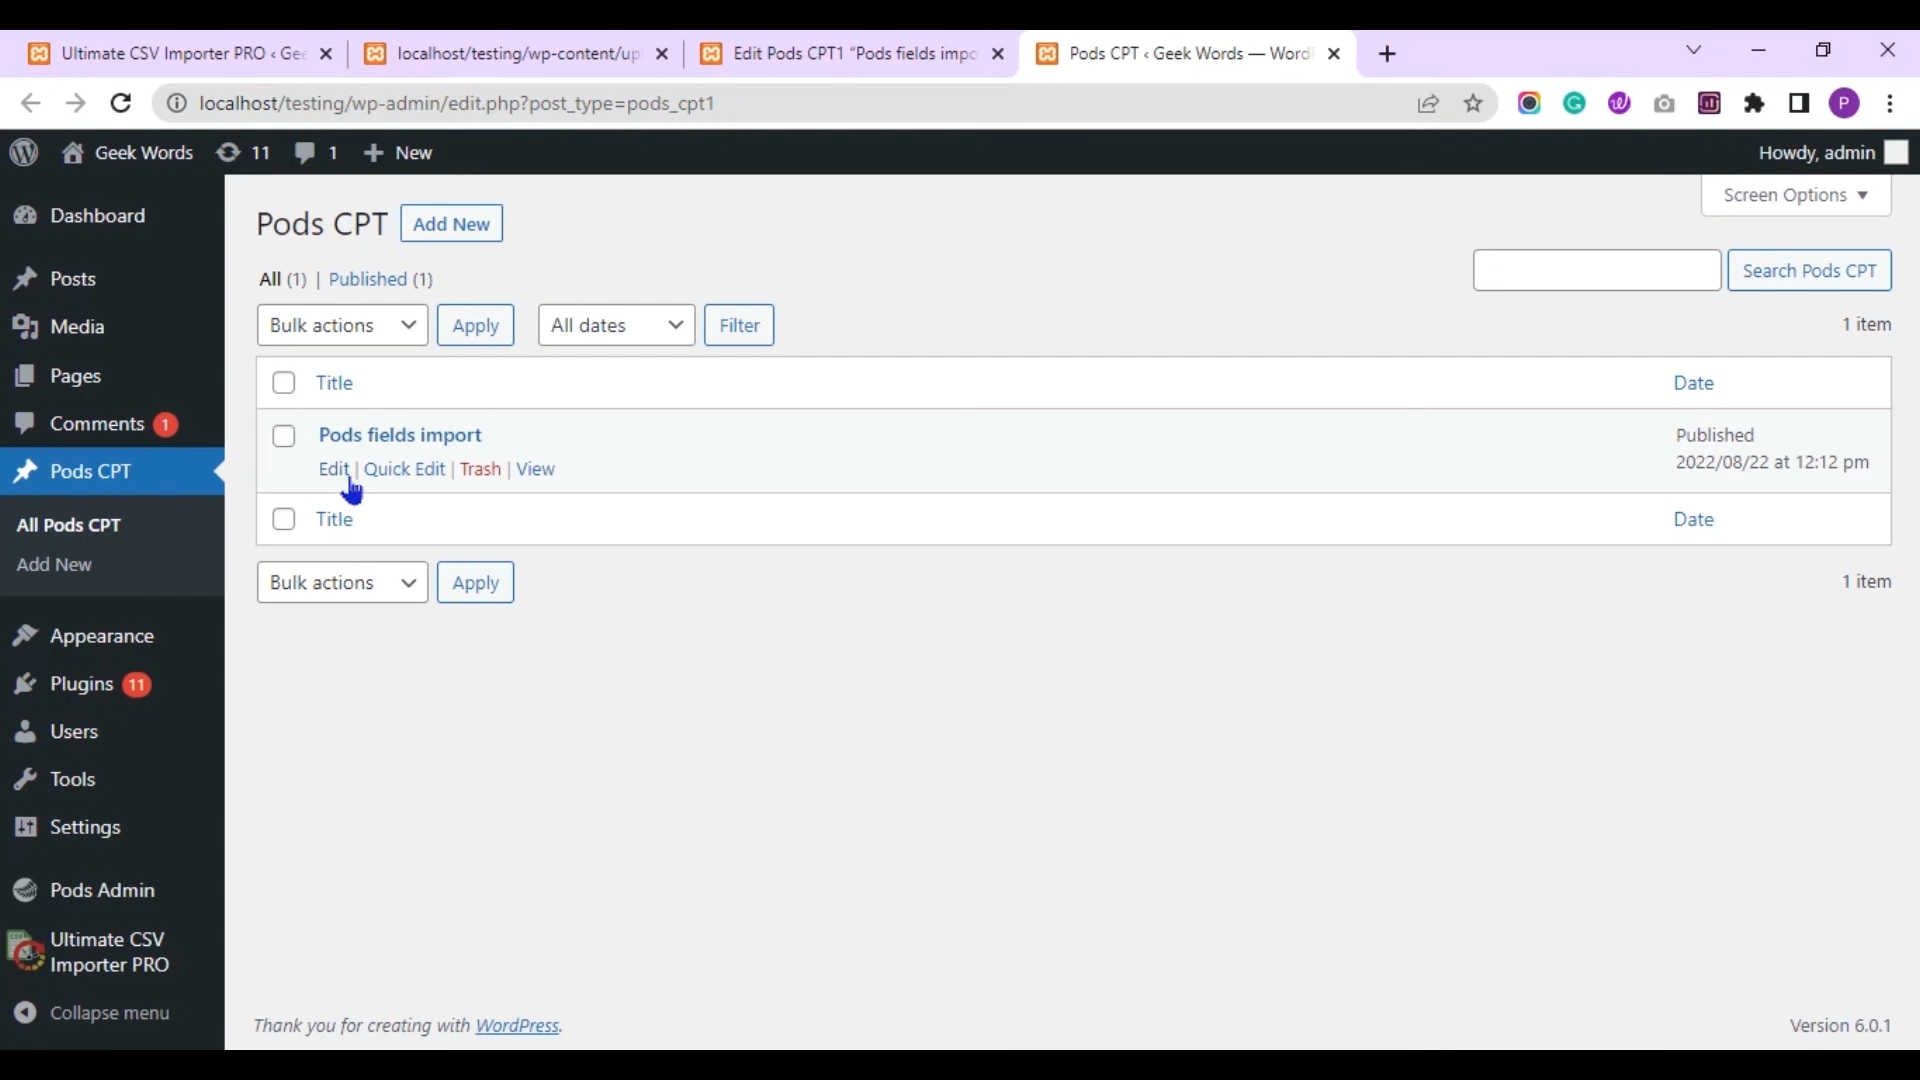 Ultimate CSV Importer PRO ‹ Gee
localhost/testing/wp-content/up
Edit Pods CPT1 “Pods fields impo
Pods CPT ‹ Geek Words — WordP
localhost/testing/wp-admin/edit.php?post_type=pods_cpt1
P
Geek Words
11
1
New
Howdy, admin
Dashboard
Posts
Media
Pages
Comments 1
Pods CPT
All Pods CPT
Add New
Appearance
Plugins 11
Users
Tools
Settings
Pods Admin
Ultimate CSV
Importer PRO
Collapse menu
Screen Options
Pods CPT
Add New
All (1) | Published (1)
Search Pods CPT
Bulk actions
Apply
All dates
Filter
1 item
Title
Date
Pods fields import
Edit | Quick Edit | Trash | View
Published
2022/08/22 at 12:12 pm
Title
Date
Bulk actions
Apply
1 item
Thank you for creating with WordPress.
Version 6.0.1